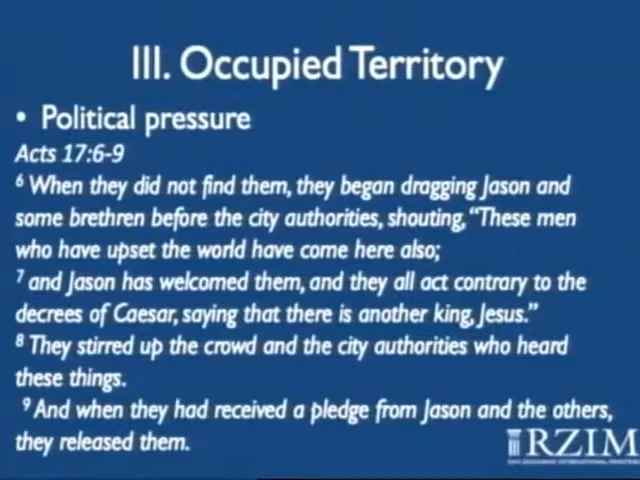 III. Occupied Territory
• Political pressure
Acts 17:6-9
6 When they did not find them, they began dragging Jason and
some brethren before the city authorities, shouting, “These men
who have upset the world have come here also;
7 and Jason has welcomed them, and they all act contrary to the
decrees of Caesar, saying that there is another king, Jesus.”
8 They stirred up the crowd and the city authorities who heard
these things.
9 And when they had received a pledge from Jason and the others,
they released them.
RZIM